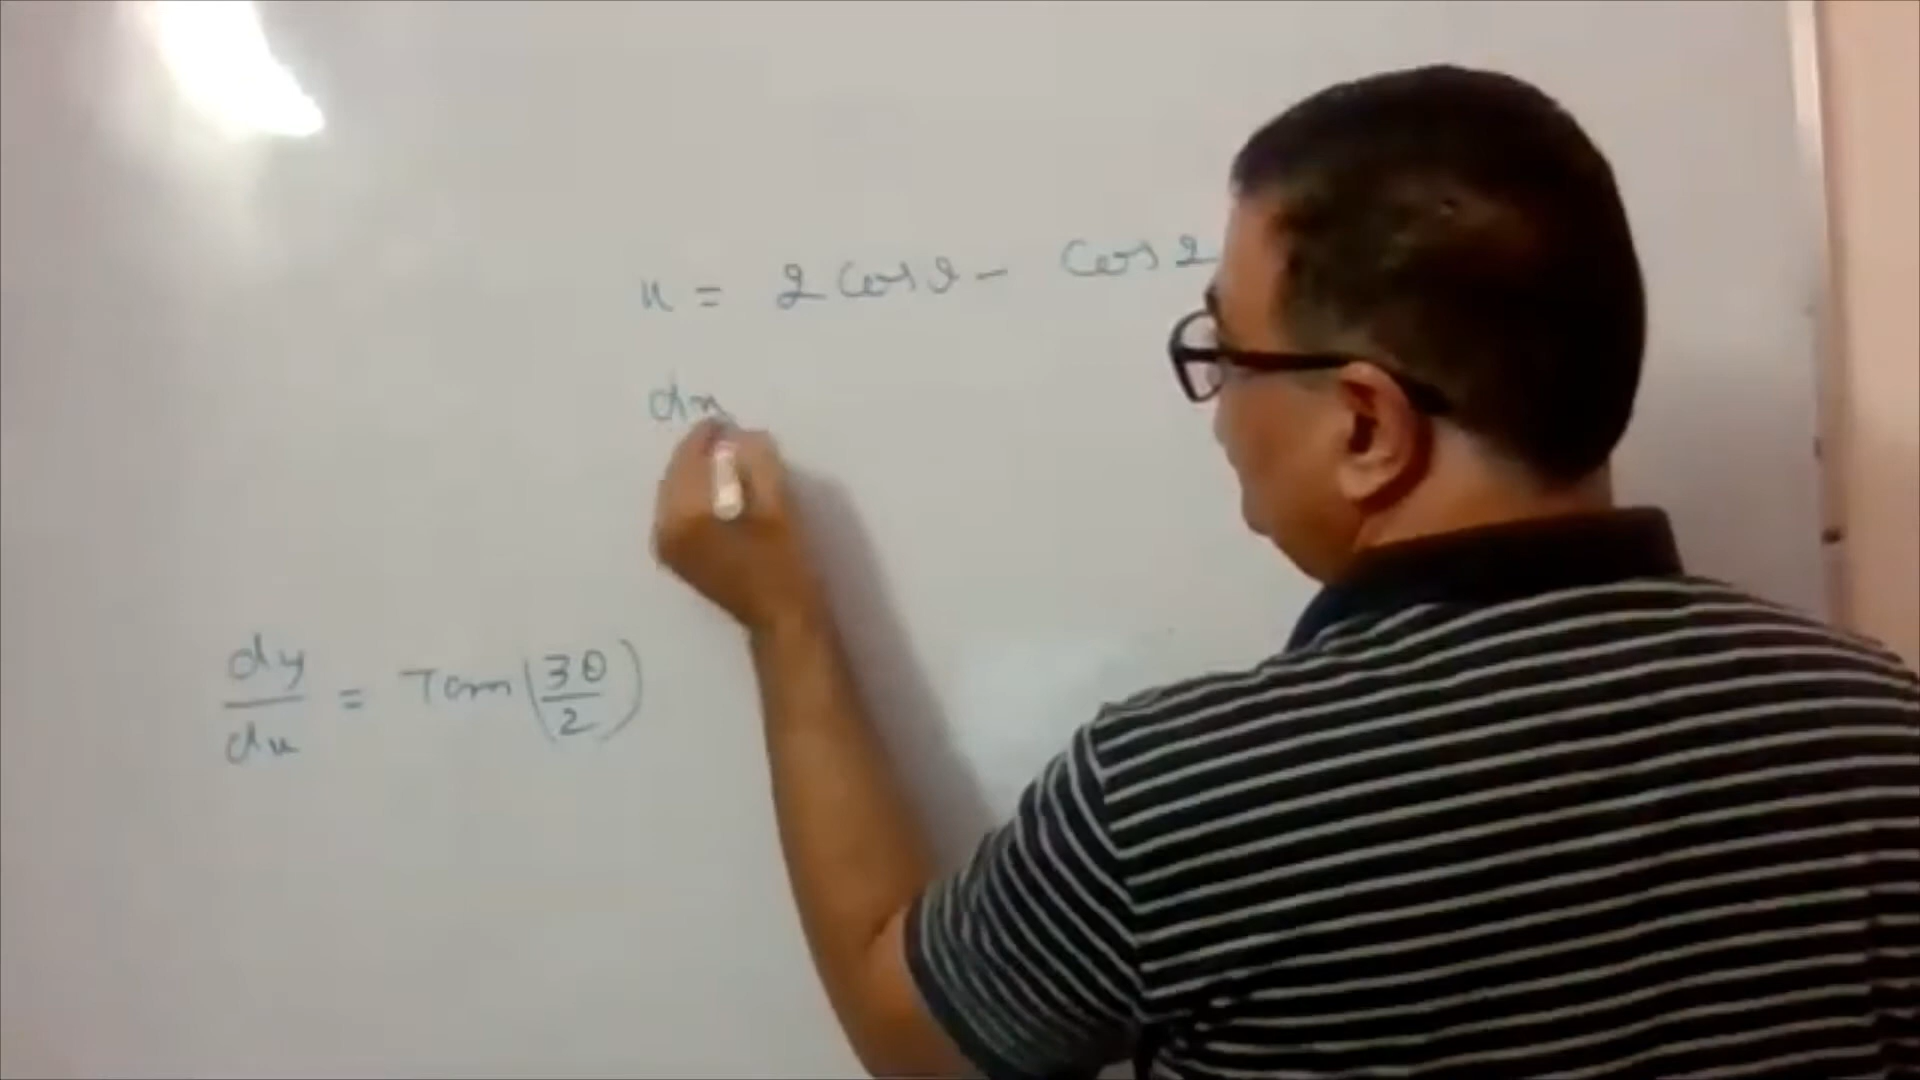 x = 2 Cos θ - Cos 2
dx
dy/dx = Tan (3θ/2)